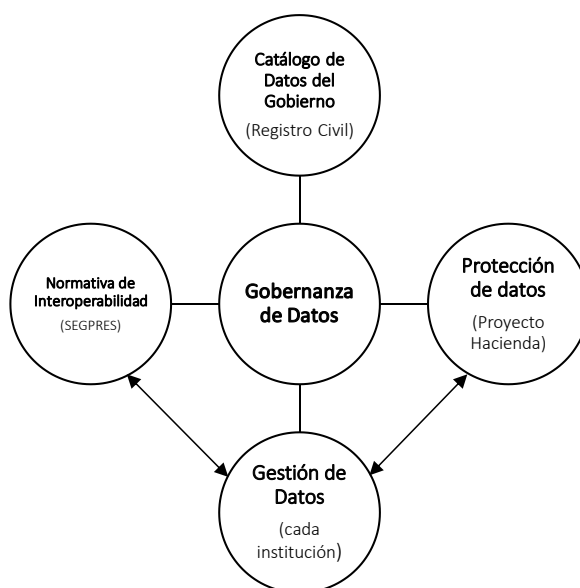 Catálogo de
Datos del
Gobierno
(Registro Civil)
Normativa de
Interoperabilidad
(SEGPRES)
Gobernanza
de Datos
Protección
de datos
(Proyecto
Hacienda)
Gestión de
Datos
(cada
institución)